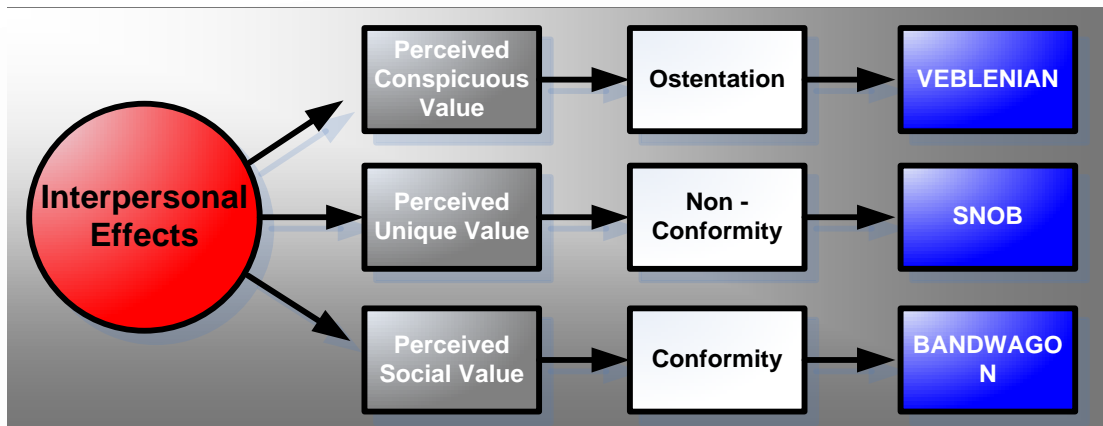 Interpersonal
Effects
Perceived
Conspicuous
Value
Ostentation
VEBLENIAN
Perceived
Unique Value
Non -
Conformity
SNOB
Perceived
Social Value
Conformity
BANDWAGO
N